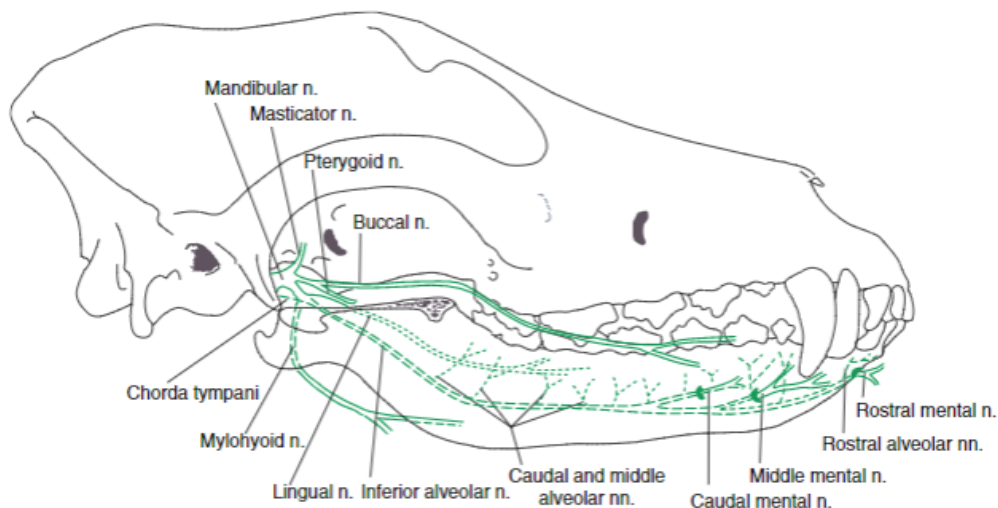 Mandibular n.
Masticator n.
Pterygoid n.
Buccal n.
Chorda tympani
Mylohyoid n.
Lingual n.
Inferior alveolar n.
Caudal and middle
alveolar nn.
Caudal mental n.
Middle mental n.
Rostral alveolar nn.
Rostral mental n.